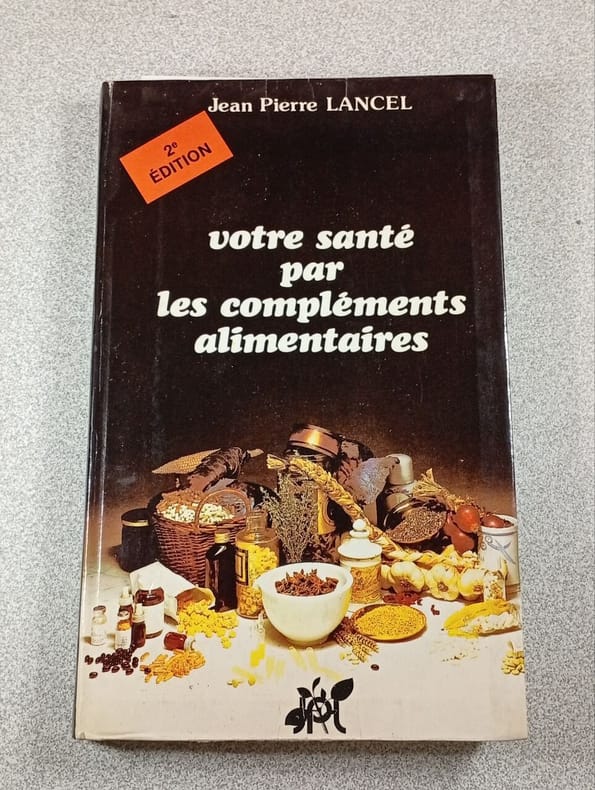 Jean Pierre LANCEL
2e
ÉDITION
votre santé
par
les compléments
alimentaires